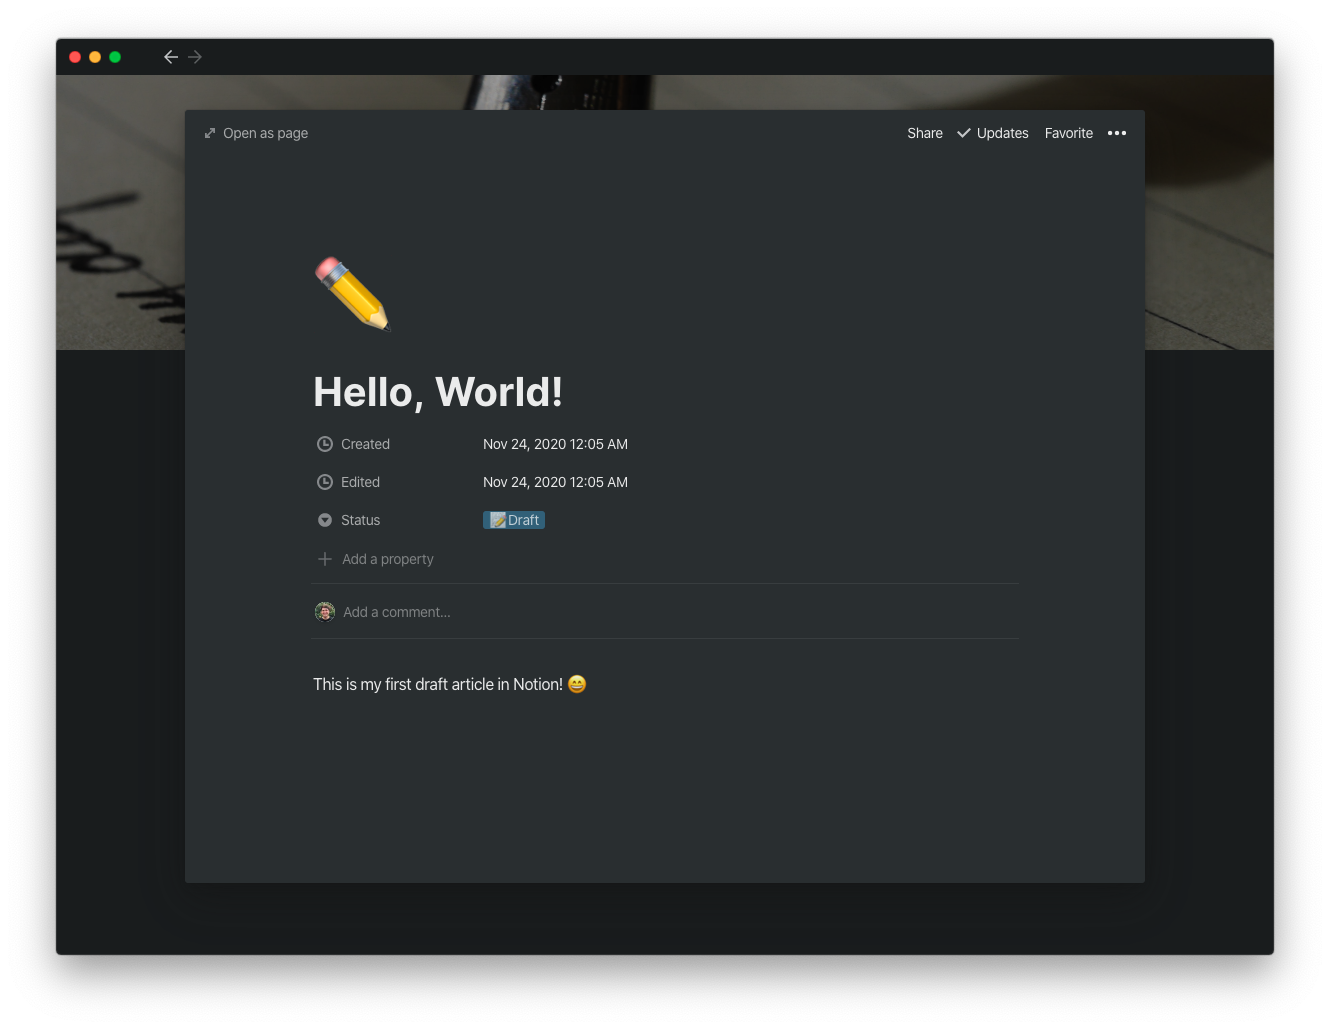 Open as page
Share Updates Favorite •••
Hello, World!
Created Nov 24, 2020 12:05 AM
Edited Nov 24, 2020 12:05 AM
Status 📝Draft
Add a property
Add a comment...
This is my first draft article in Notion! 😄